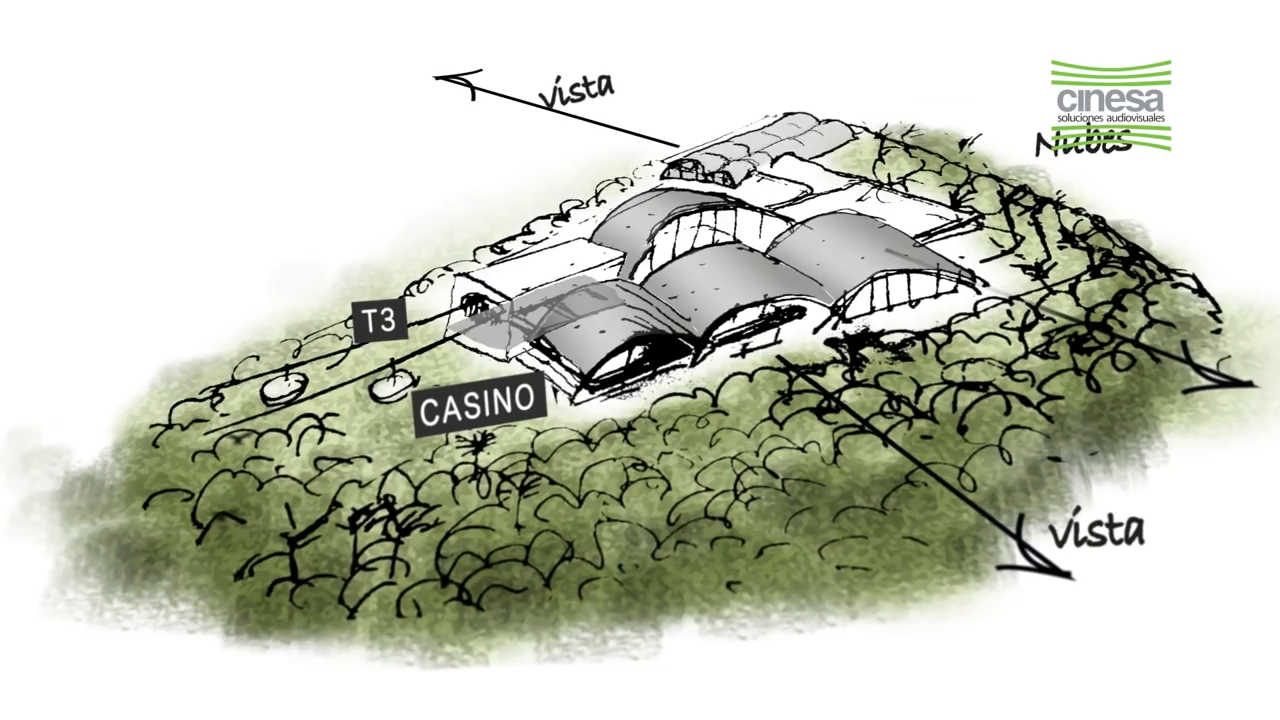 vista
cinesa
soluciones audiovisuales
Nubes
T3
CASINO
vista